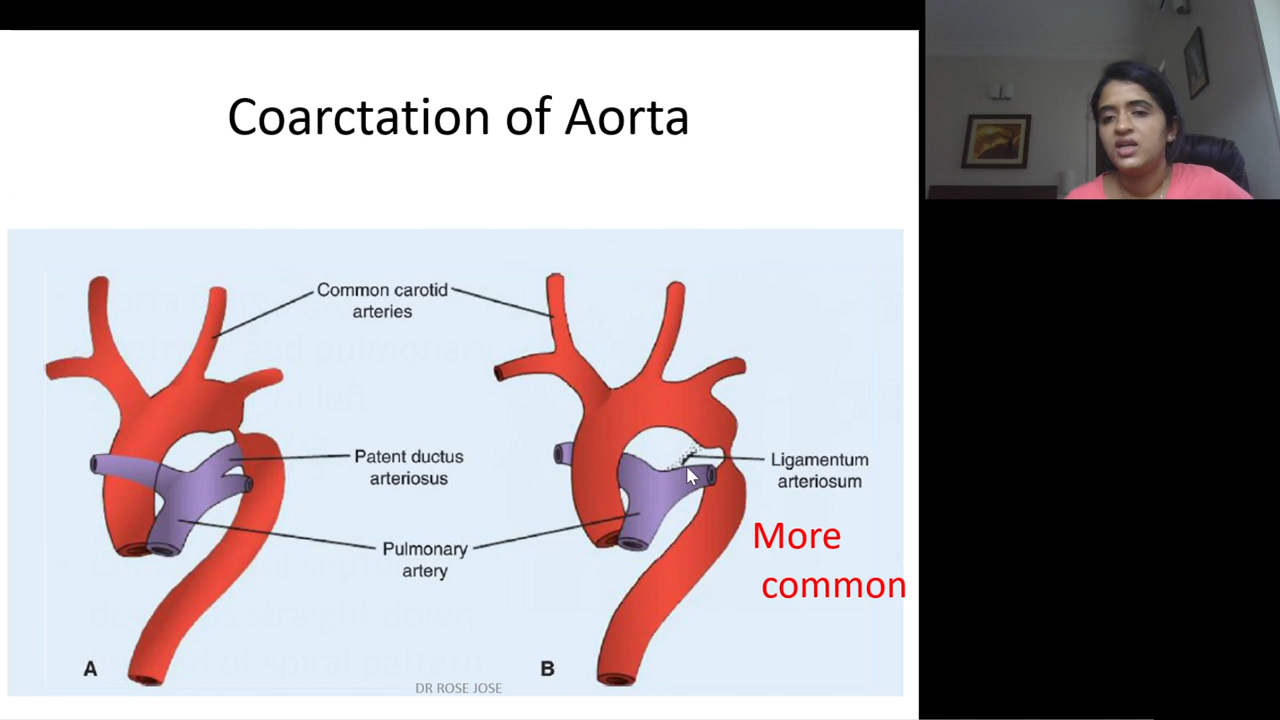 Coarctation of Aorta
Common carotid
arteries
Patent ductus
arteriosus
Ligamentum
arteriosum
More
common
Pulmonary
artery
A
B
DR ROSE JOSE